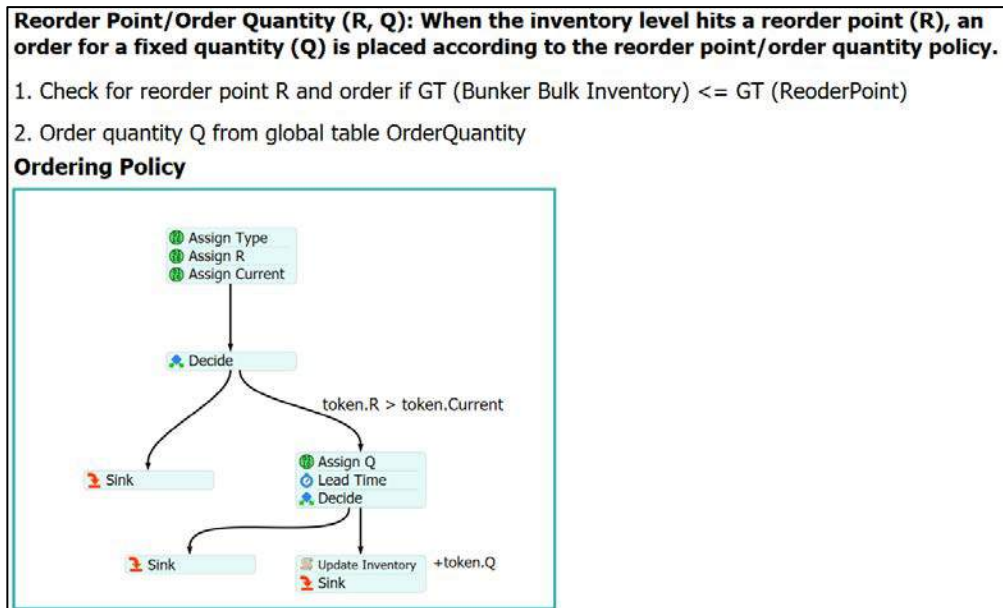 Reorder Point/Order Quantity (R, Q): When the inventory level hits a reorder point (R), an
order for a fixed quantity (Q) is placed according to the reorder point/order quantity policy.
1. Check for reorder point R and order if GT (Bunker Bulk Inventory) <= GT (ReoderPoint)
2. Order quantity Q from global table OrderQuantity
Ordering Policy
Assign Type
Assign R
Assign Current
Decide
token.R > token.Current
Assign Q
Lead Time
Decide
Sink
Sink
Update Inventory
+token.Q
Sink